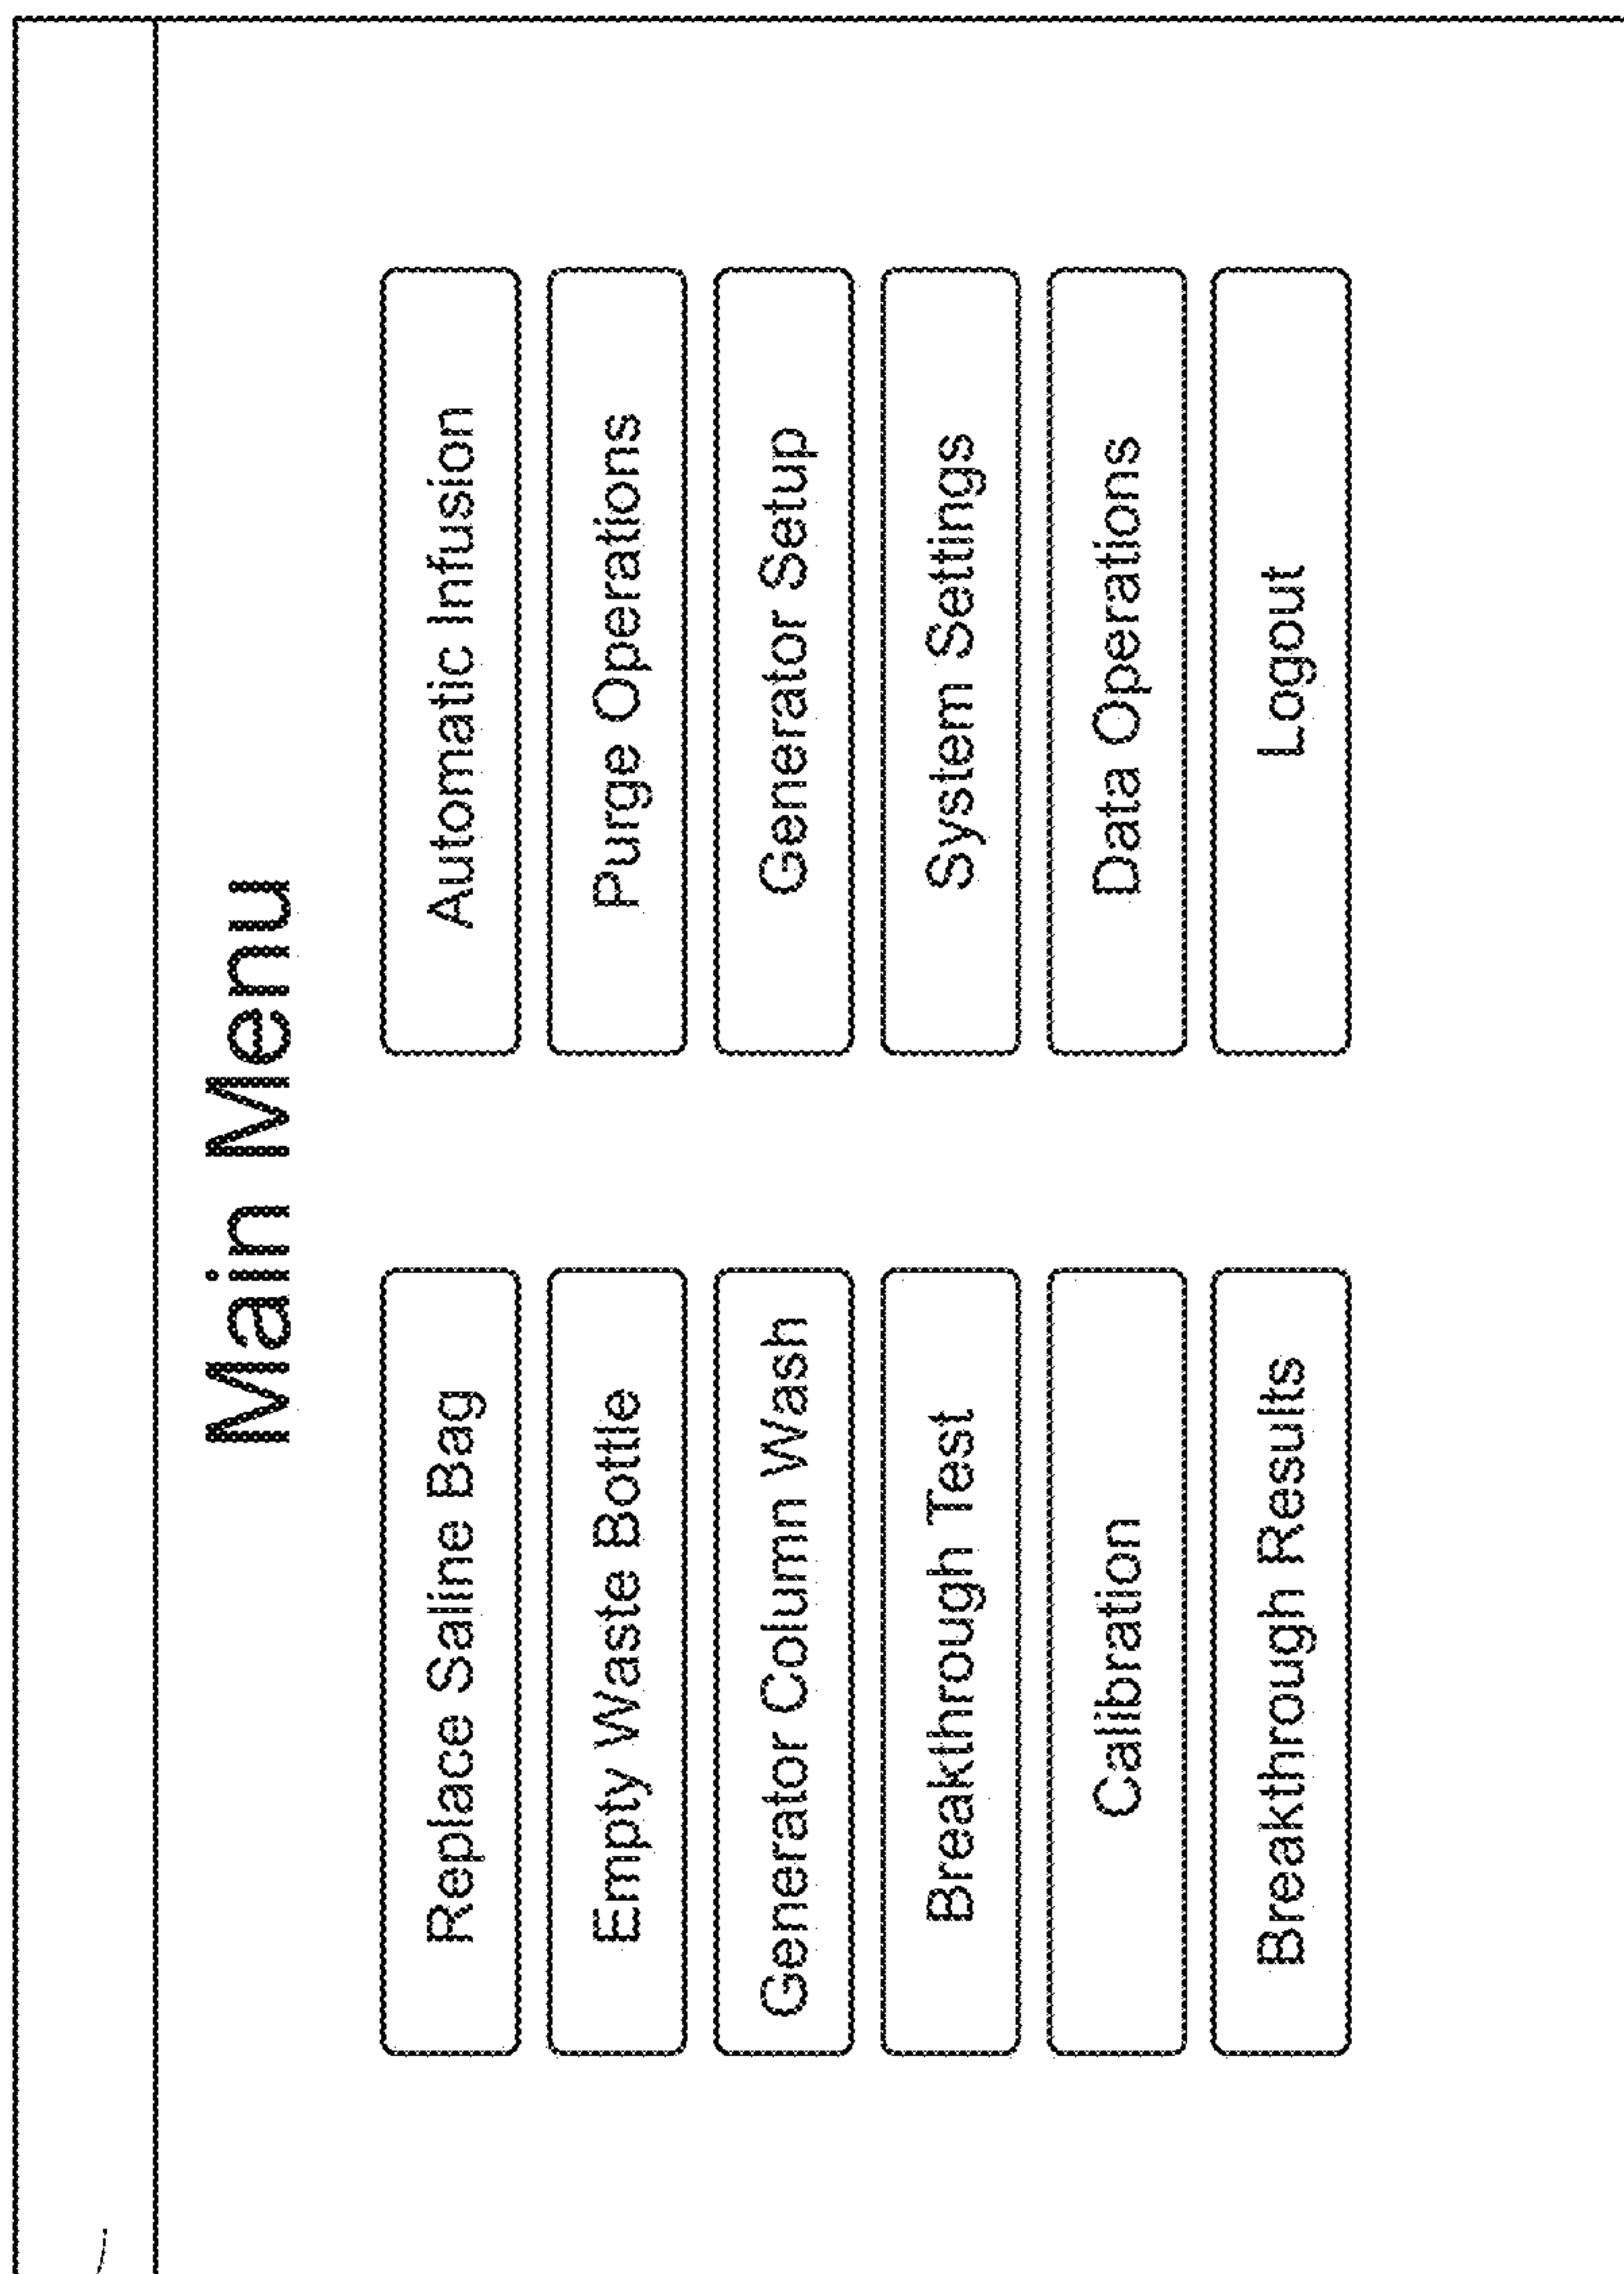 Main Menu
Replace Saline Bag
Empty Waste Bottle
Generator Column Wash
Breakthrough Test
Calibration
Breakthrough Results
Automatic Infusion
Purge Operations
Generator Setup
System Settings
Data Operations
Logout